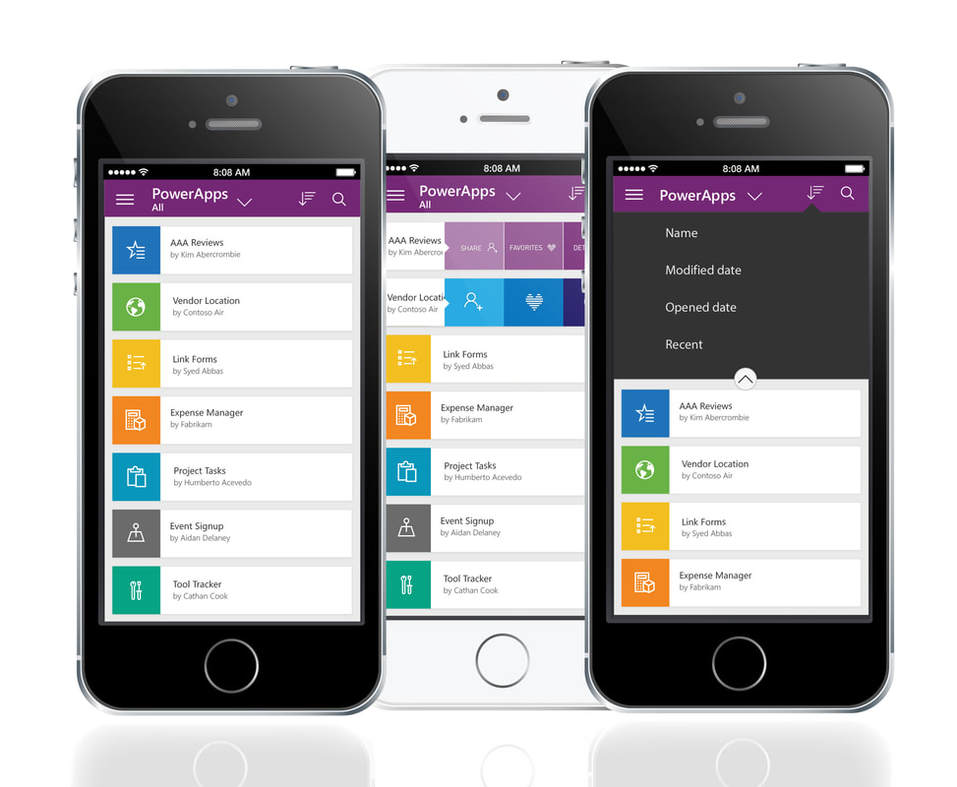 8:08 AM
PowerApps
All
AAA Reviews
by Kim Abercrombie
Vendor Location
by Contoso Air
Link Forms
by Syed Abbas
Expense Manager
by Fabrikam
Project Tasks
by Humberto Acevedo
Event Signup
by Aidan Delaney
Tool Tracker
by Cathan Cook
8:08 AM
PowerApps
All
AAA Reviews
by Kim Abercro
SHARE
FAVORITES
DET
Vendor Locati
by Contoso Air
Link Forms
by Syed Abbas
Expense Manager
by Fabrikam
Project Tasks
by Humberto Acevedo
Event Signup
by Aidan Delaney
Tool Tracker
by Cathan Cook
8:08 AM
PowerApps
Name
Modified date
Opened date
Recent
AAA Reviews
by Kim Abercrombie
Vendor Location
by Contoso Air
Link Forms
by Syed Abbas
Expense Manager
by Fabrikam